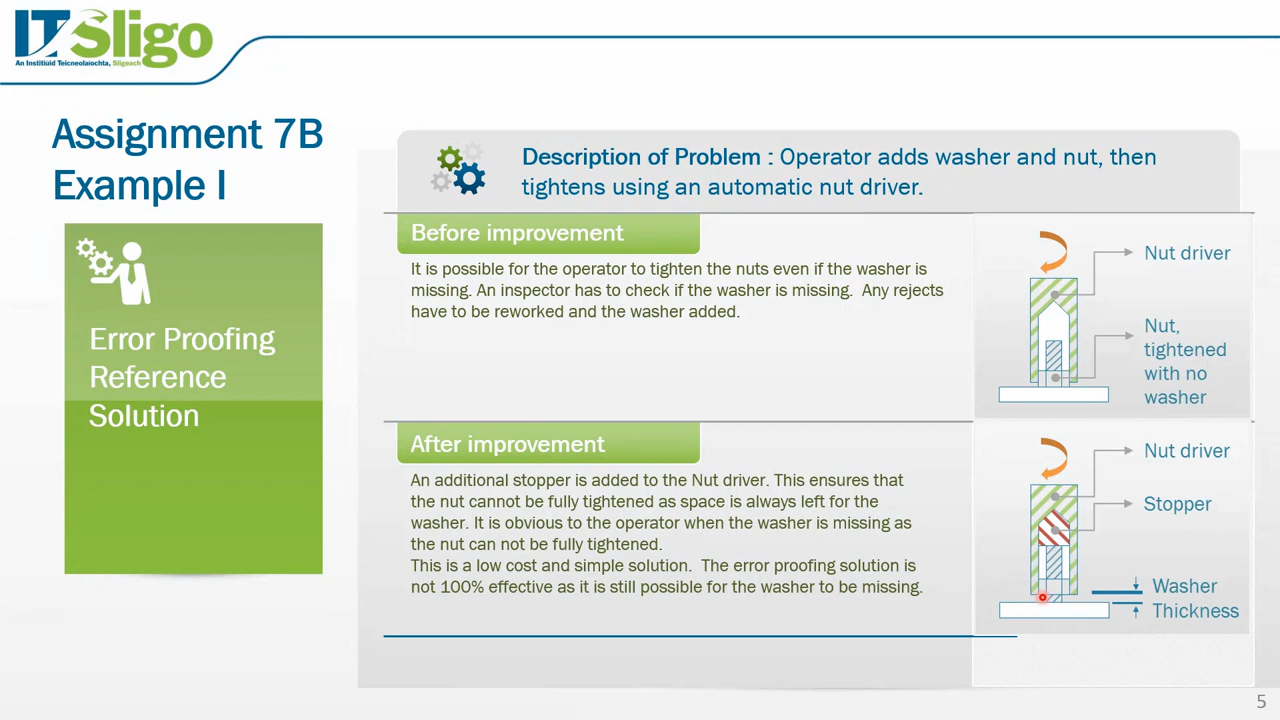 ITSligo
An Institiúid Teicneolaíochta, Sligeach
Assignment 7B
Example I
Error Proofing
Reference
Solution
Description of Problem : Operator adds washer and nut, then
tightens using an automatic nut driver.
Before improvement
It is possible for the operator to tighten the nuts even if the washer is
missing. An inspector has to check if the washer is missing.  Any rejects
have to be reworked and the washer added.
Nut driver
Nut,
tightened
with no
washer
After improvement
An additional stopper is added to the Nut driver. This ensures that
the nut cannot be fully tightened as space is always left for the
washer. It is obvious to the operator when the washer is missing as
the nut can not be fully tightened.
This is a low cost and simple solution.  The error proofing solution is
not 100% effective as it is still possible for the washer to be missing.
Nut driver
Stopper
Washer
Thickness
5